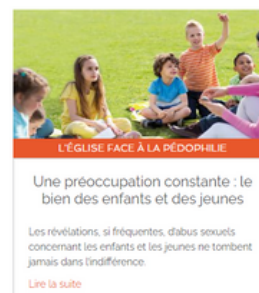 L'ÉGLISE FACE À LA PÉDOPHILIE
Une préoccupation constante : le
bien des enfants et des jeunes
Les révélations, si fréquentes, d'abus sexuels
concernant les enfants et les jeunes ne tombent
jamais dans l'indifférence.
Lire la suite